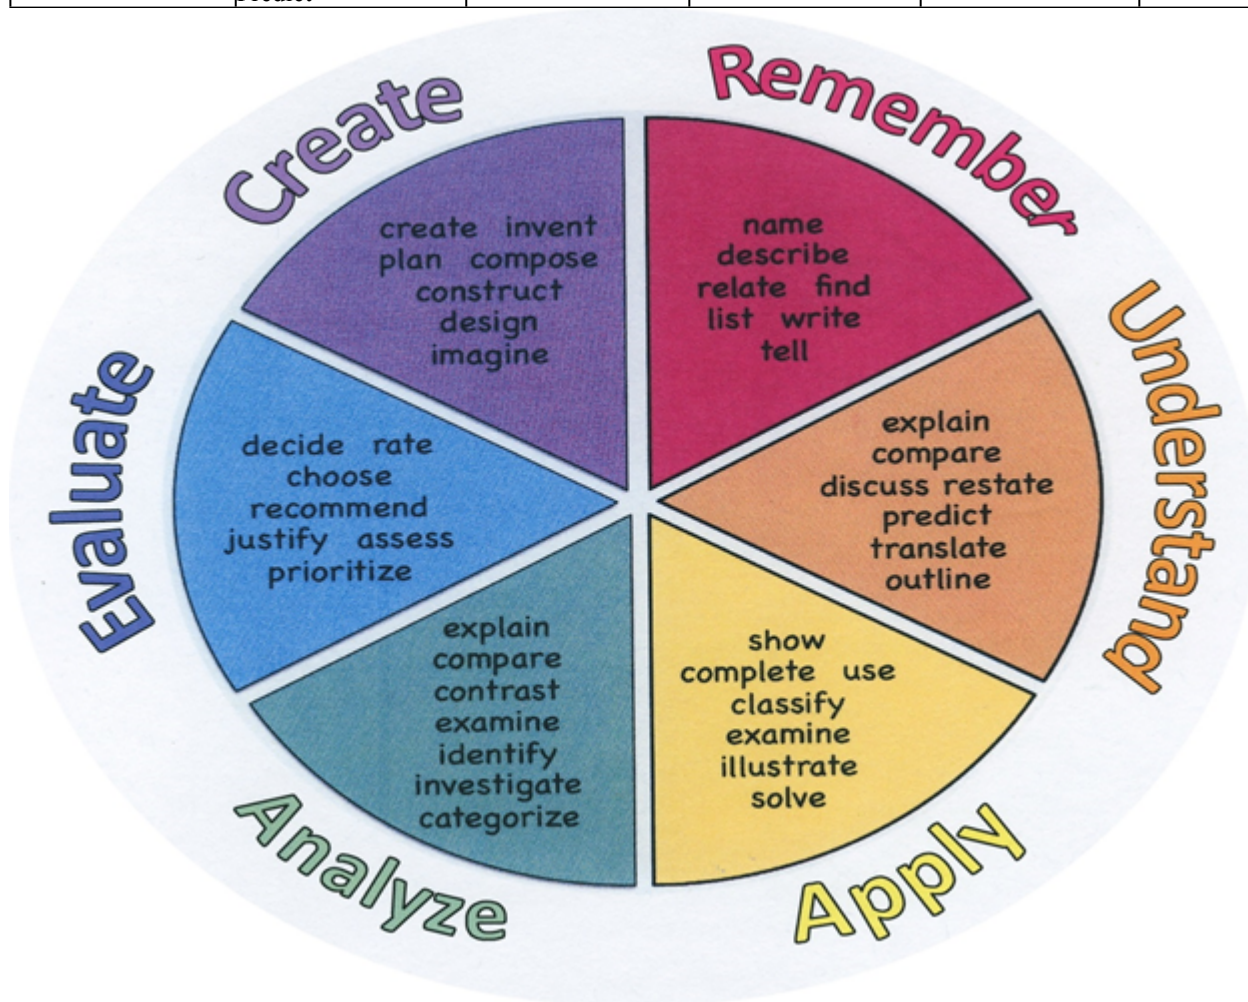 predict
Remember
name
describe
relate find
list write
tell
Understand
explain
compare
discuss restate
predict
translate
outline
Apply
show
complete use
classify
examine
illustrate
solve
Analyze
explain
compare
contrast
examine
identify
investigate
categorize
Evaluate
decide rate
choose
recommend
justify assess
prioritize
Create
create invent
plan compose
construct
design
imagine